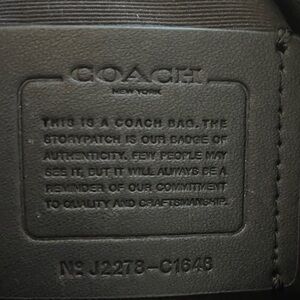 COACH
NEW YORK
THIS IS A COACH BAG. THE
STORYPATCH IS OUR BADGE OF
AUTHENTICITY. FEW PEOPLE MAY
SEE IT, BUT IT WILL ALWAYS BE A
REMINDER OF OUR COMMITMENT
TO QUALITY AND CRAFTSMANSHIP.
Nº J2278-C1648